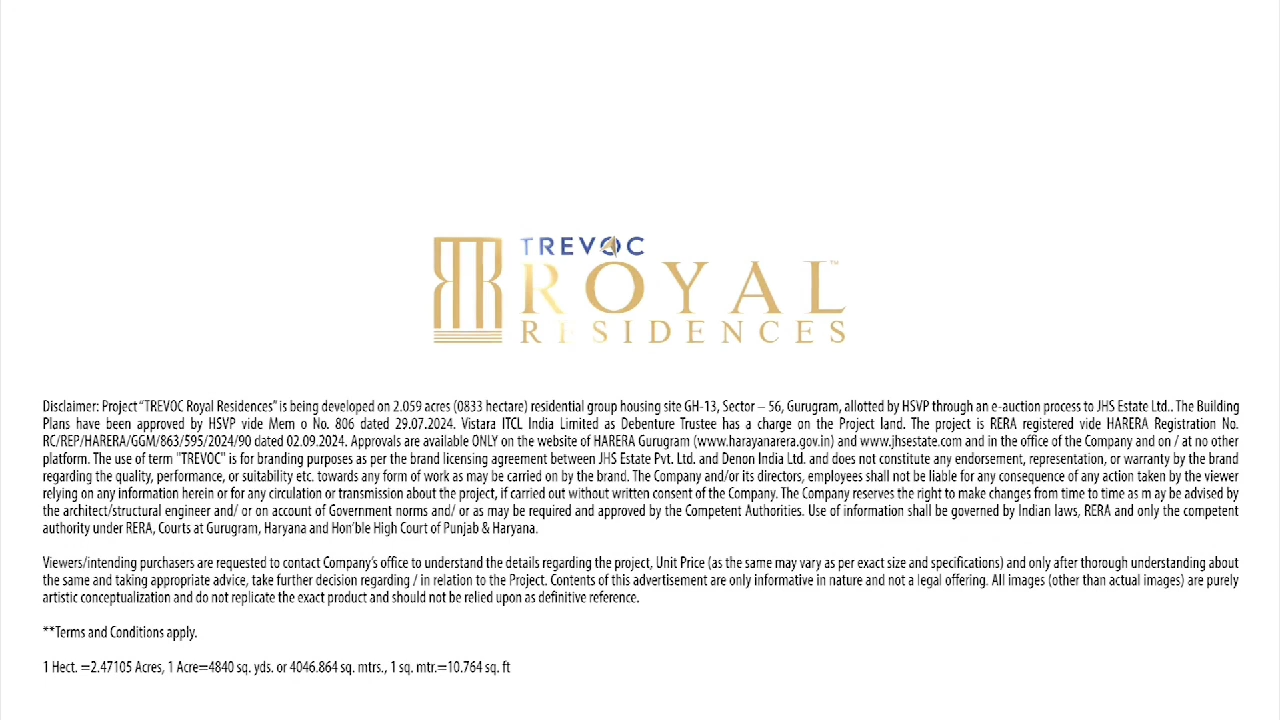 TREVOC
ROYAL™
RESIDENCES
Disclaimer: Project “TREVOC Royal Residences” is being developed on 2.059 acres (0833 hectare) residential group housing site GH-13, Sector – 56, Gurugram, allotted by HSVP through an e-auction process to JHS Estate Ltd.. The Building
Plans have been approved by HSVP vide Mem o No. 806 dated 29.07.2024. Vistara ITCL India Limited as Debenture Trustee has a charge on the Project land. The project is RERA registered vide HARERA Registration No.
RC/REP/HARERA/GGM/863/595/2024/90 dated 02.09.2024. Approvals are available ONLY on the website of HARERA Gurugram (www.harayanarera.gov.in) and www.jhsestate.com and in the office of the Company and on / at no other
platform. The use of term "TREVOC" is for branding purposes as per the brand licensing agreement between JHS Estate Pvt. Ltd. and Denon India Ltd. and does not constitute any endorsement, representation, or warranty by the brand
regarding the quality, performance, or suitability etc. towards any form of work as may be carried on by the brand. The Company and/or its directors, employees shall not be liable for any consequence of any action taken by the viewer
relying on any information herein or for any circulation or transmission about the project, if carried out without written consent of the Company. The Company reserves the right to make changes from time to time as m ay be advised by
the architect/structural engineer and/ or on account of Government norms and/ or as may be required and approved by the Competent Authorities. Use of information shall be governed by Indian laws, RERA and only the competent
authority under RERA, Courts at Gurugram, Haryana and Hon’ble High Court of Punjab & Haryana.
Viewers/intending purchasers are requested to contact Company’s office to understand the details regarding the project, Unit Price (as the same may vary as per exact size and specifications) and only after thorough understanding about
the same and taking appropriate advice, take further decision regarding / in relation to the Project. Contents of this advertisement are only informative in nature and not a legal offering. All images (other than actual images) are purely
artistic conceptualization and do not replicate the exact product and should not be relied upon as definitive reference.
**Terms and Conditions apply.
1 Hect. =2.47105 Acres, 1 Acre=4840 sq. yds. or 4046.864 sq. mtrs., 1 sq. mtr.=10.764 sq. ft